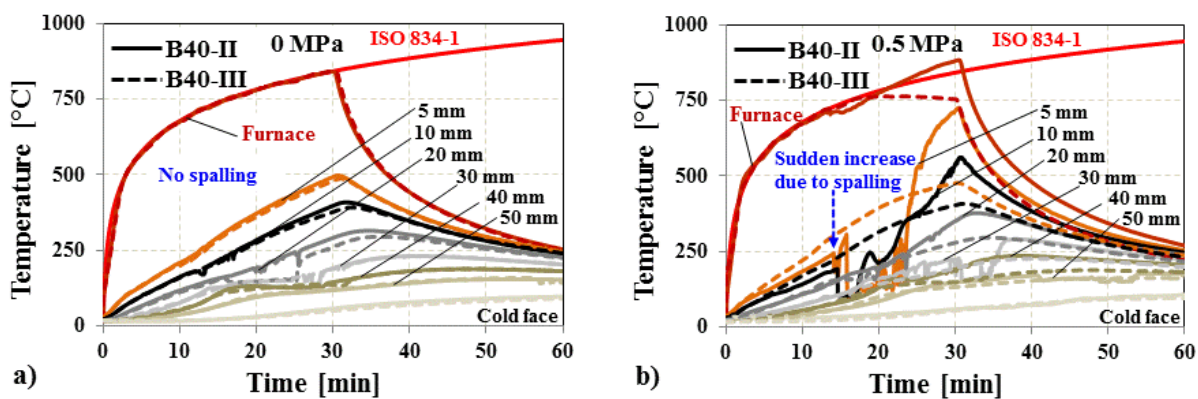 1000
750
500
250
0
Temperature [°C]
B40-II
B40-III
0 MPa
ISO 834-1
Furnace
No spalling
5 mm
10 mm
20 mm
30 mm
40 mm
50 mm
Cold face
0 10 20 30 40 50 60
a)
Time [min]
1000
750
500
250
0
Temperature [°C]
B40-II
B40-III
0.5 MPa
ISO 834-1
Furnace
Sudden increase
due to spalling
5 mm
10 mm
20 mm
30 mm
40 mm
50 mm
Cold face
0 10 20 30 40 50 60
b)
Time [min]